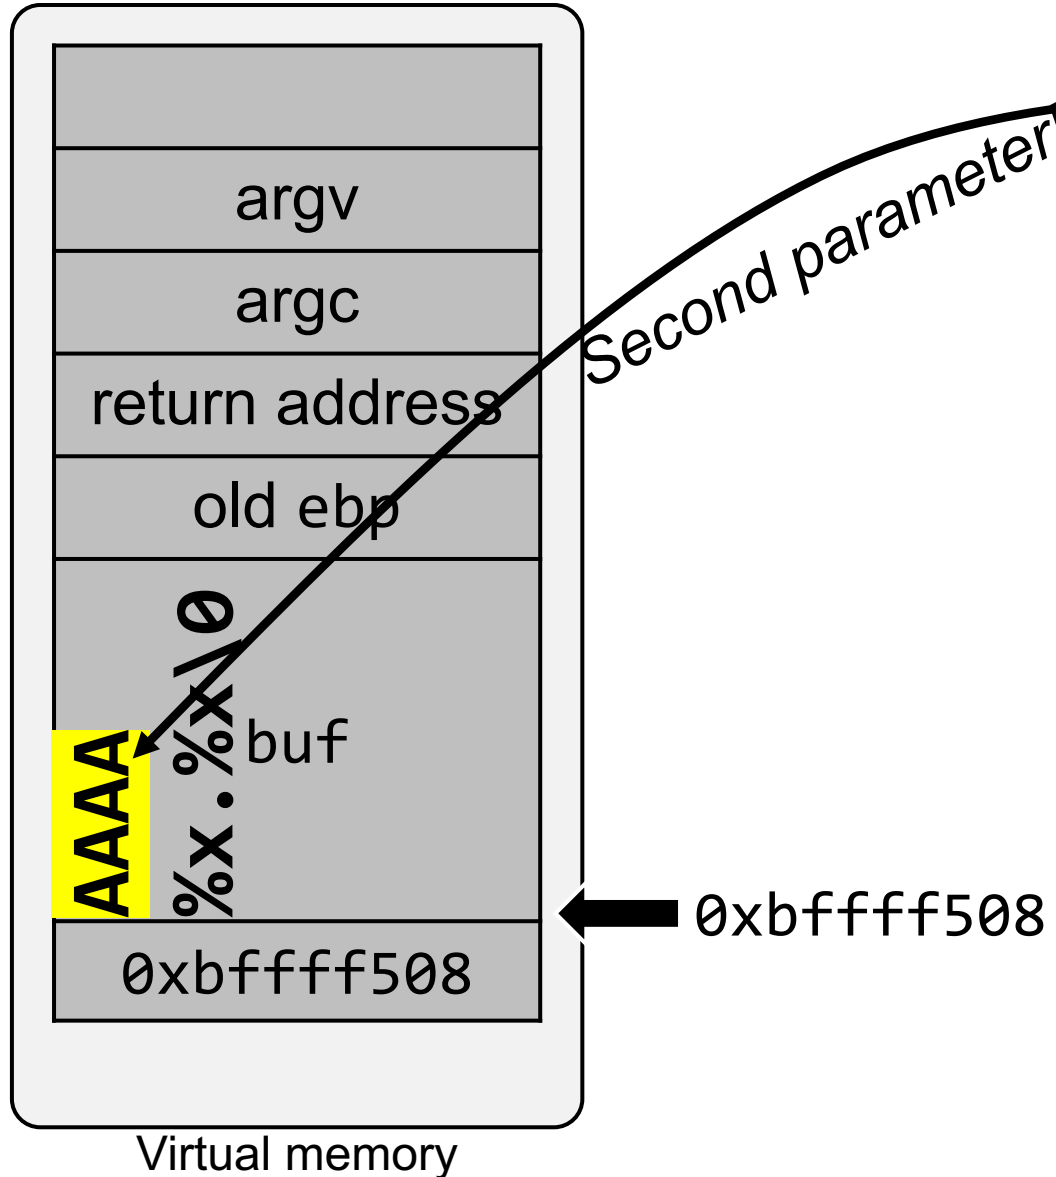 argv
argc
return address
old ebp
AAAA
%x.%x\0
buf
0xbffff508
0xbffff508
Second parameter
Virtual memory